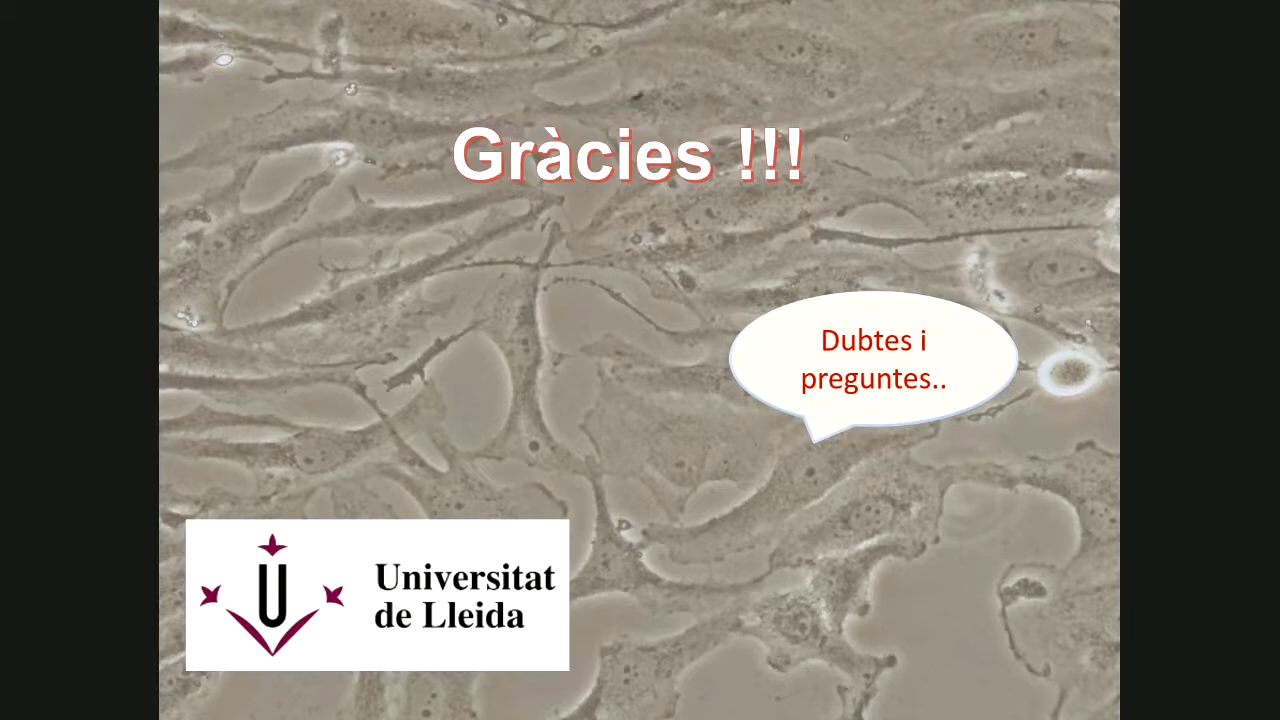 Gràcies !!!
Dubtes i
preguntes..
Universitat
de Lleida